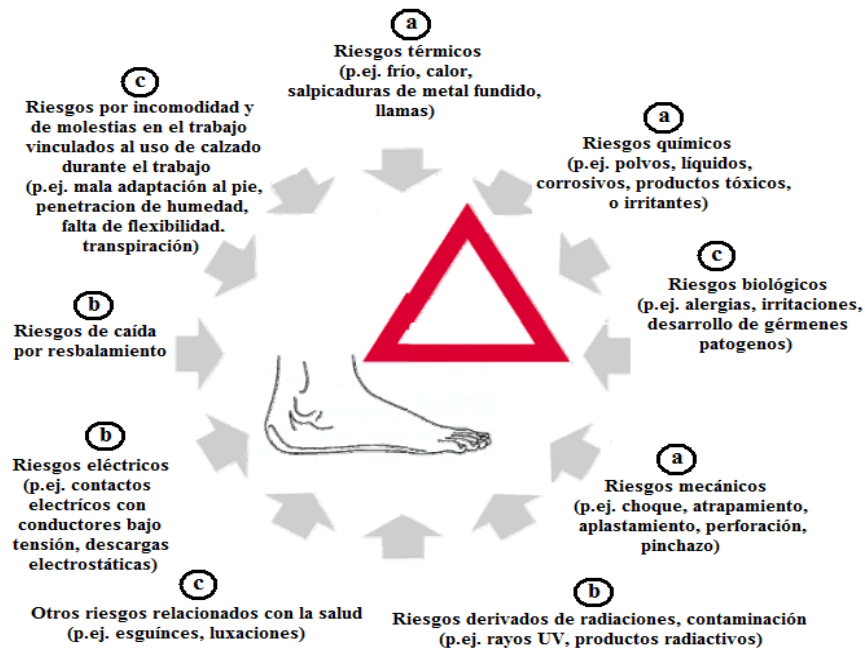 a
Riesgos térmicos
(p.ej. frío, calor,
salpicaduras de metal fundido,
llamas)
a
Riesgos químicos
(p.ej. polvos, líquidos,
corrosivos, productos tóxicos,
o irritantes)
c
Riesgos biológicos
(p.ej. alergias, irritaciones,
desarrollo de gérmenes
patogenos)
a
Riesgos mecánicos
(p.ej. choque, atrapamiento,
aplastamiento, perforación,
pinchazo)
b
Riesgos derivados de radiaciones, contaminación
(p.ej. rayos UV, productos radiactivos)
c
Otros riesgos relacionados con la salud
(p.ej. esguínces, luxaciones)
b
Riesgos eléctricos
(p.ej. contactos
electrícos con
conductores bajo
tensión, descargas
electrostáticas)
b
Riesgos de caída
por resbalamiento
c
Riesgos por incomodidad y
de molestias en el trabajo
vinculados al uso de calzado
durante el trabajo
(p.ej. mala adaptación al pie,
penetracion de humedad,
falta de flexibilidad.
transpiración)